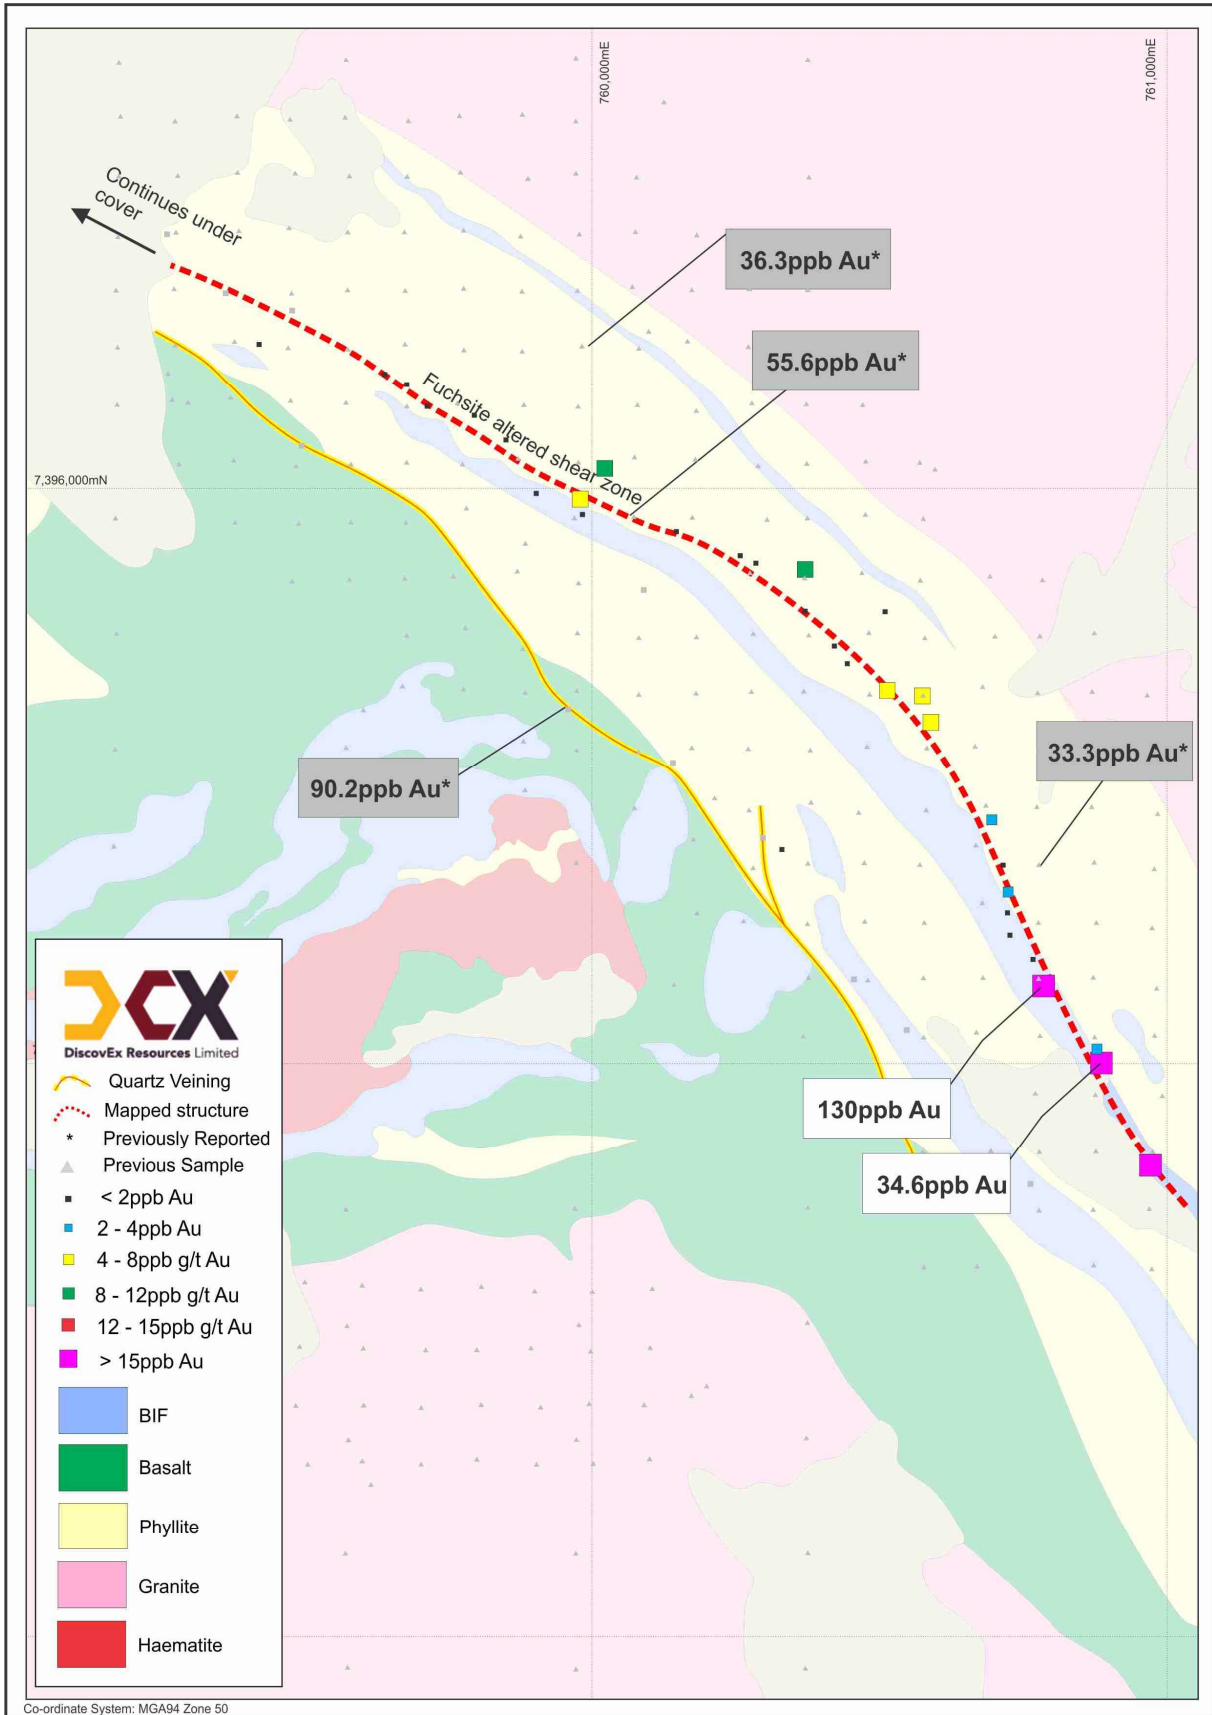 760,000mE
761,000mE
Continues under
cover
36.3ppb Au*
55.6ppb Au*
Fuchsite altered shear zone
7,396,000mN
33.3ppb Au*
90.2ppb Au*
130ppb Au
34.6ppb Au
DCX
DiscovEx Resources Limited
Quartz Veining
Mapped structure
* Previously Reported
Previous Sample
< 2ppb Au
2 - 4ppb Au
4 - 8ppb g/t Au
8 - 12ppb g/t Au
12 - 15ppb g/t Au
> 15ppb Au
BIF
Basalt
Phyllite
Granite
Haematite
Co-ordinate System: MGA94 Zone 50